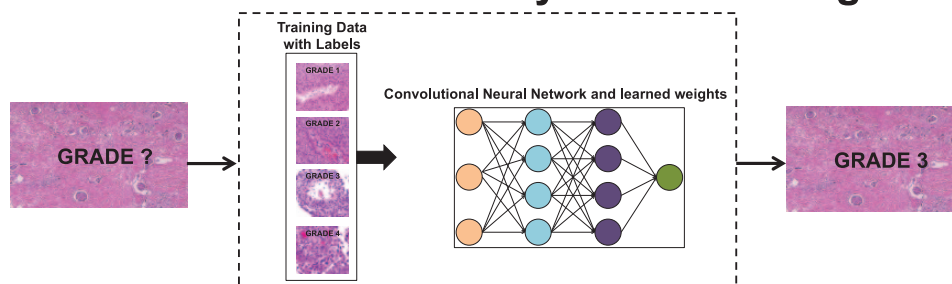 Training Data
with Labels
GRADE 1
GRADE 2
GRADE 3
GRADE 4
GRADE ?
Convolutional Neural Network and learned weights
GRADE 3